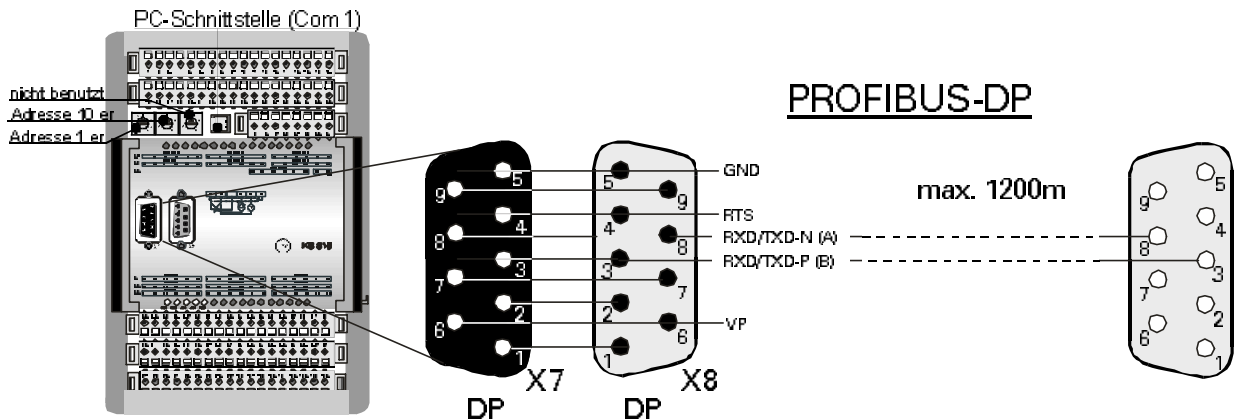 PC-Schnittstelle (Com 1)
nicht benutzt
Adresse 10 er
Adresse 1 er
PROFIBUS-DP
max. 1200m
GND
RTS
RXD/TXD-N (A)
RXD/TXD-P (B)
VP
5
9
4
8
3
7
2
6
1
X7
DP
5
9
4
8
3
7
2
6
1
X8
DP
5
9
4
8
3
7
2
6
1